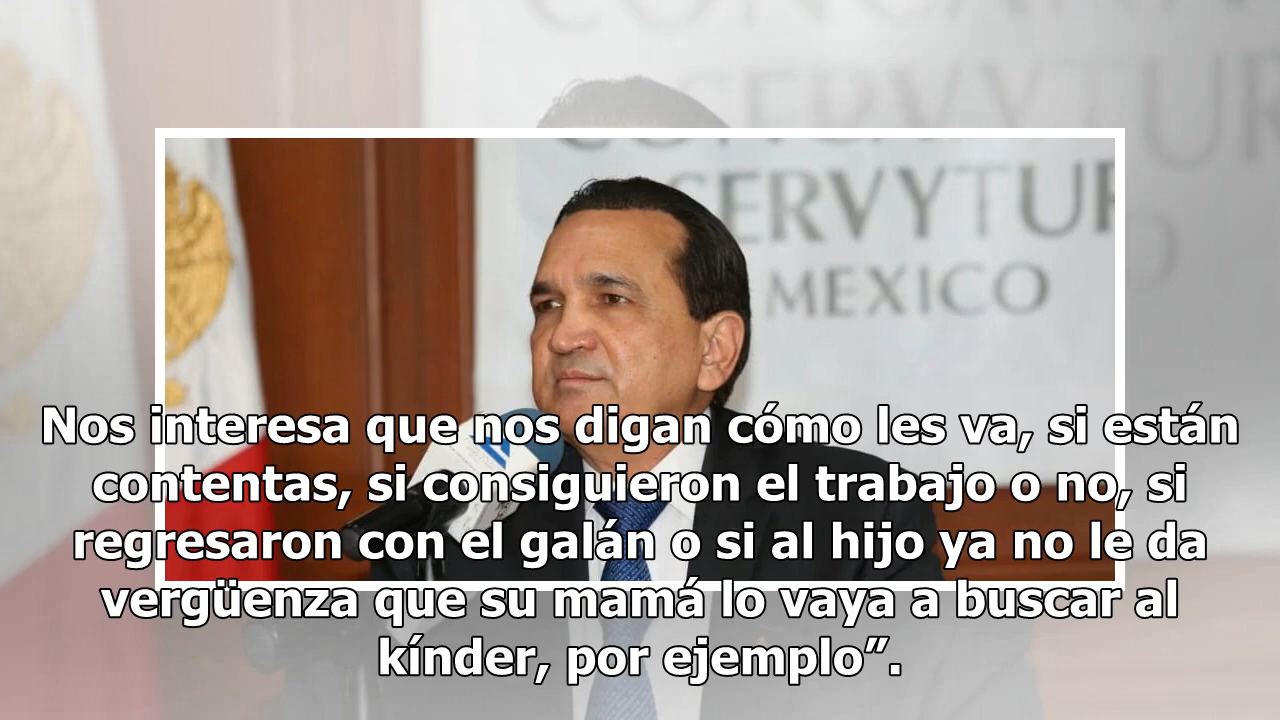 SERVYTUR
MEXICO
Nos interesa que nos digan cómo les va, si están
contentas, si consiguieron el trabajo o no, si
regresaron con el galán o si al hijo ya no le da
vergüenza que su mamá lo vaya a buscar al
kínder, por ejemplo”.